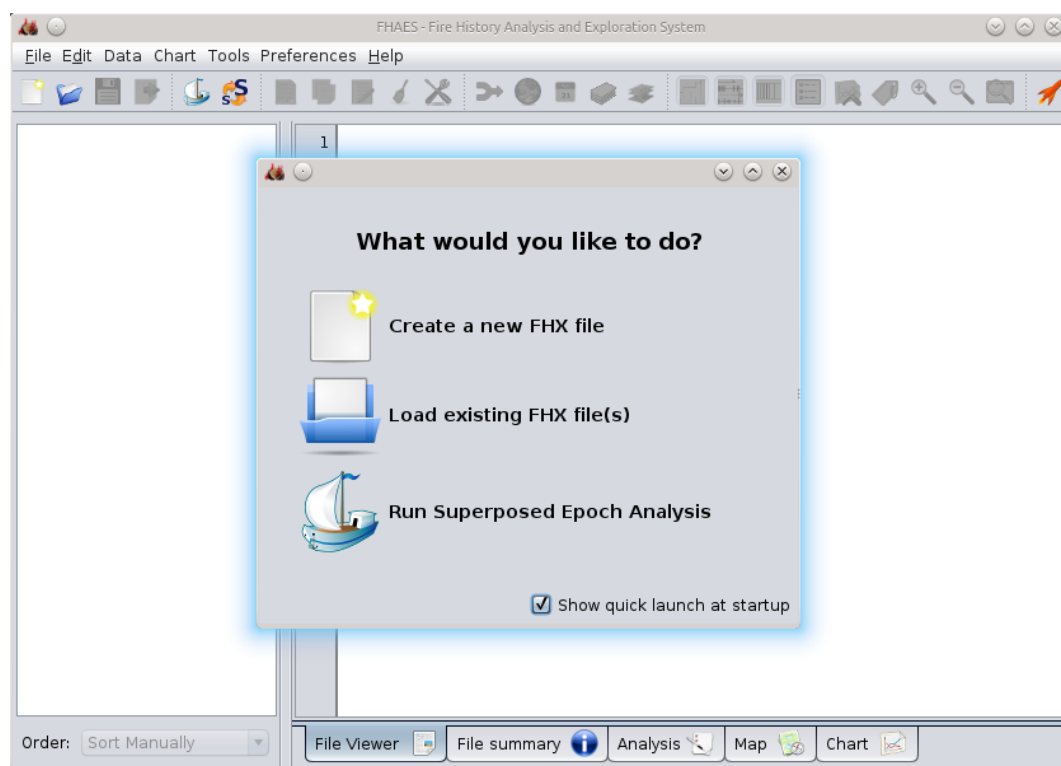 FHAES - Fire History Analysis and Exploration System
File Edit Data Chart Tools Preferences Help
1
What would you like to do?
Create a new FHX file
Load existing FHX file(s)
Run Superposed Epoch Analysis
Show quick launch at startup
Order: Sort Manually
File Viewer File summary Analysis Map Chart